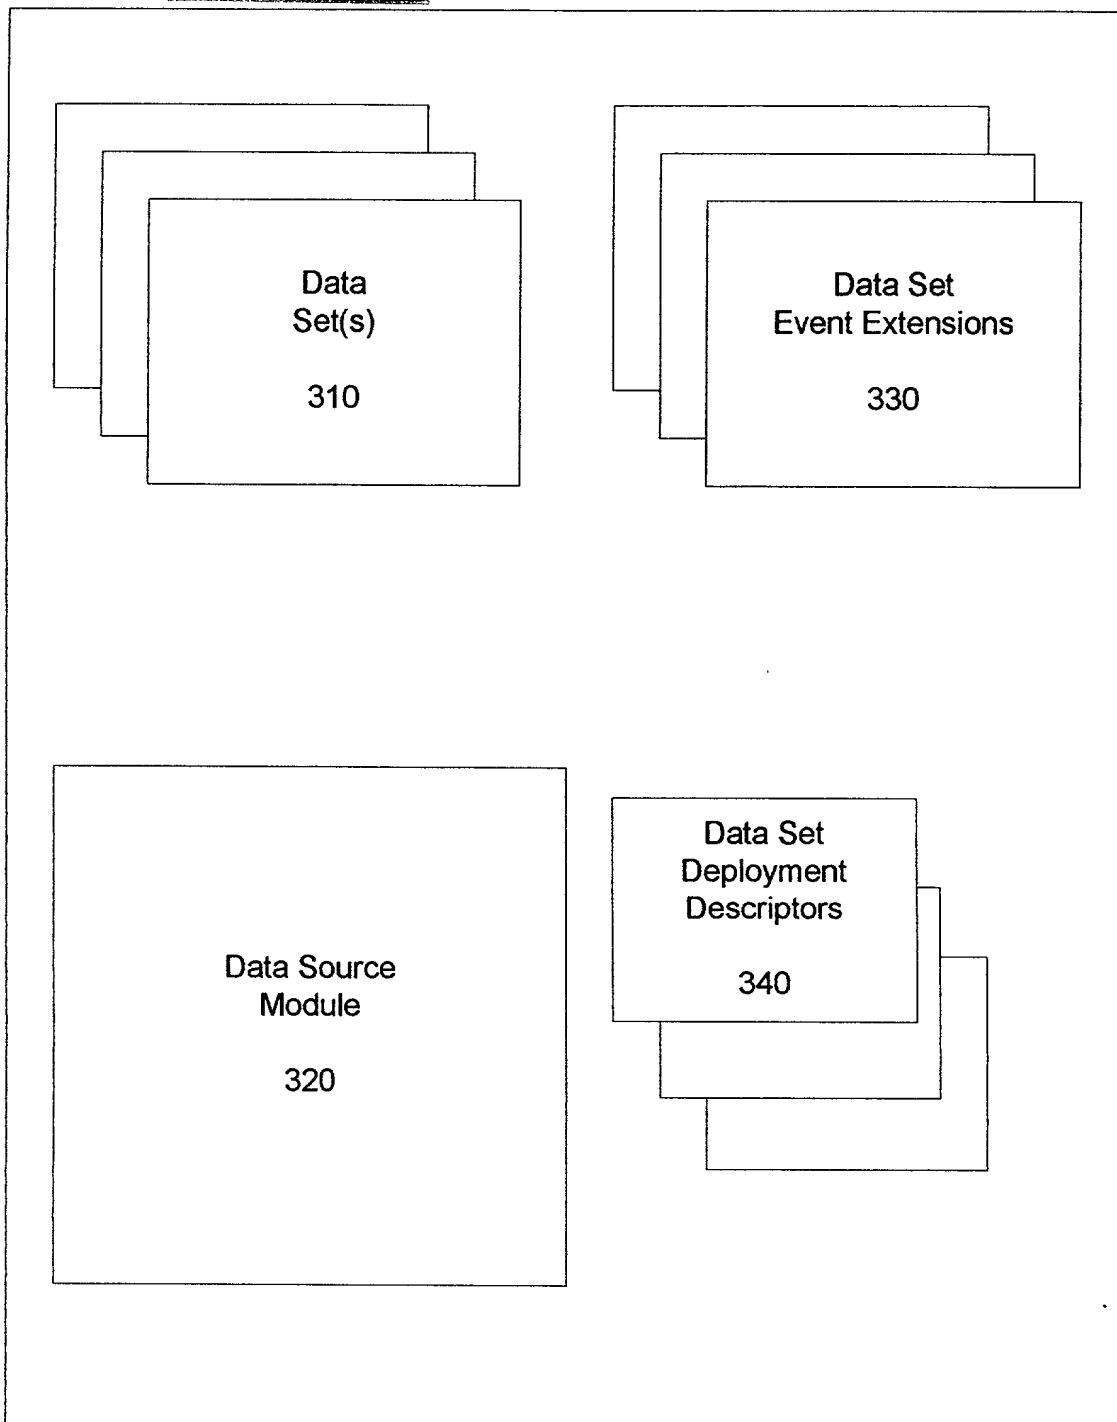 Data
Set(s)
310
Data Set
Event Extensions
330
Data Source
Module
320
Data Set
Deployment
Descriptors
340